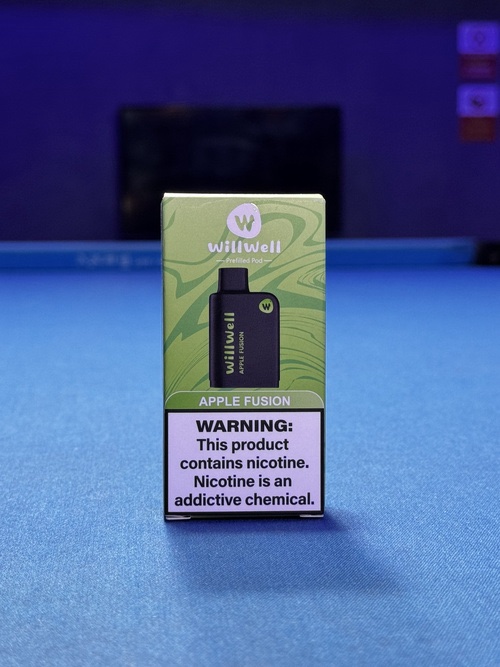 W
willwell
Prefilled Pod
W
willwell
APPLE FUSION
APPLE FUSION
WARNING:
This product
contains nicotine.
Nicotine is an
addictive chemical.